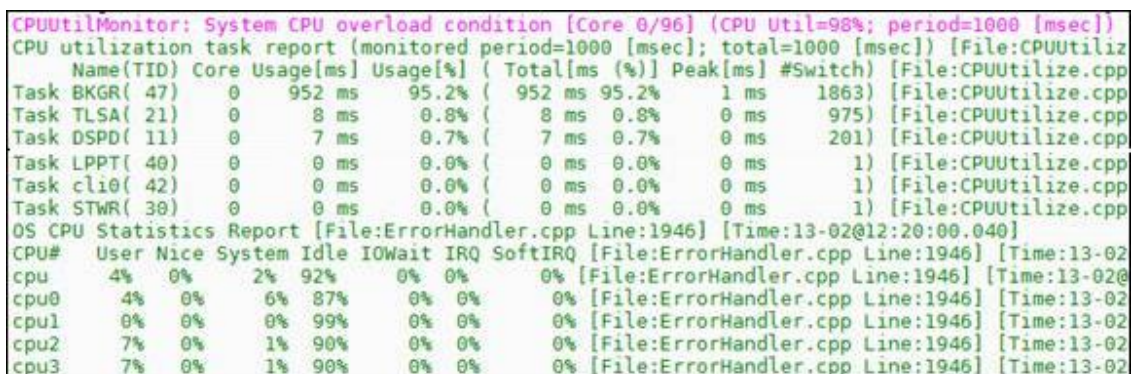 CPUUtilMonitor: System CPU overload condition [Core 0/96] (CPU Util=98%; period=1000 [msec])
CPU utilization task report (monitored period=1000 [msec]; total=1000 [msec]) [File:CPUUtiliz
Name(TID) Core Usage[ms] Usage[%] ( Total[ms (%)] Peak[ms] #Switch) [File:CPUUtilize.cpp
Task BKGR( 47) 0 952 ms 95.2% ( 952 ms 95.2% 1 ms 1863) [File:CPUUtilize.cpp
Task TLSA( 21) 0 8 ms 0.8% ( 8 ms 0.8% 0 ms 975) [File:CPUUtilize.cpp
Task DSPD( 11) 0 7 ms 0.7% ( 7 ms 0.7% 0 ms 201) [File:CPUUtilize.cpp
Task LPPT( 40) 0 0 ms 0.0% ( 0 ms 0.0% 0 ms 1) [File:CPUUtilize.cpp
Task cli0( 42) 0 0 ms 0.0% ( 0 ms 0.0% 0 ms 1) [File:CPUUtilize.cpp
Task STWR( 30) 0 0 ms 0.0% ( 0 ms 0.0% 0 ms 1) [File:CPUUtilize.cpp
OS CPU Statistics Report [File:ErrorHandler.cpp Line:1946] [Time:13-02@12:20:00.040]
CPU# User Nice System Idle IOWait IRQ SoftIRQ [File:ErrorHandler.cpp Line:1946] [Time:13-02
cpu 4% 0% 2% 92% 0% 0% 0% [File:ErrorHandler.cpp Line:1946] [Time:13-02@
cpu0 4% 0% 6% 87% 0% 0% 0% [File:ErrorHandler.cpp Line:1946] [Time:13-02
cpu1 0% 0% 0% 99% 0% 0% 0% [File:ErrorHandler.cpp Line:1946] [Time:13-02
cpu2 7% 0% 1% 90% 0% 0% 0% [File:ErrorHandler.cpp Line:1946] [Time:13-02
cpu3 7% 0% 1% 90% 0% 0% 0% [File:ErrorHandler.cpp Line:1946] [Time:13-02